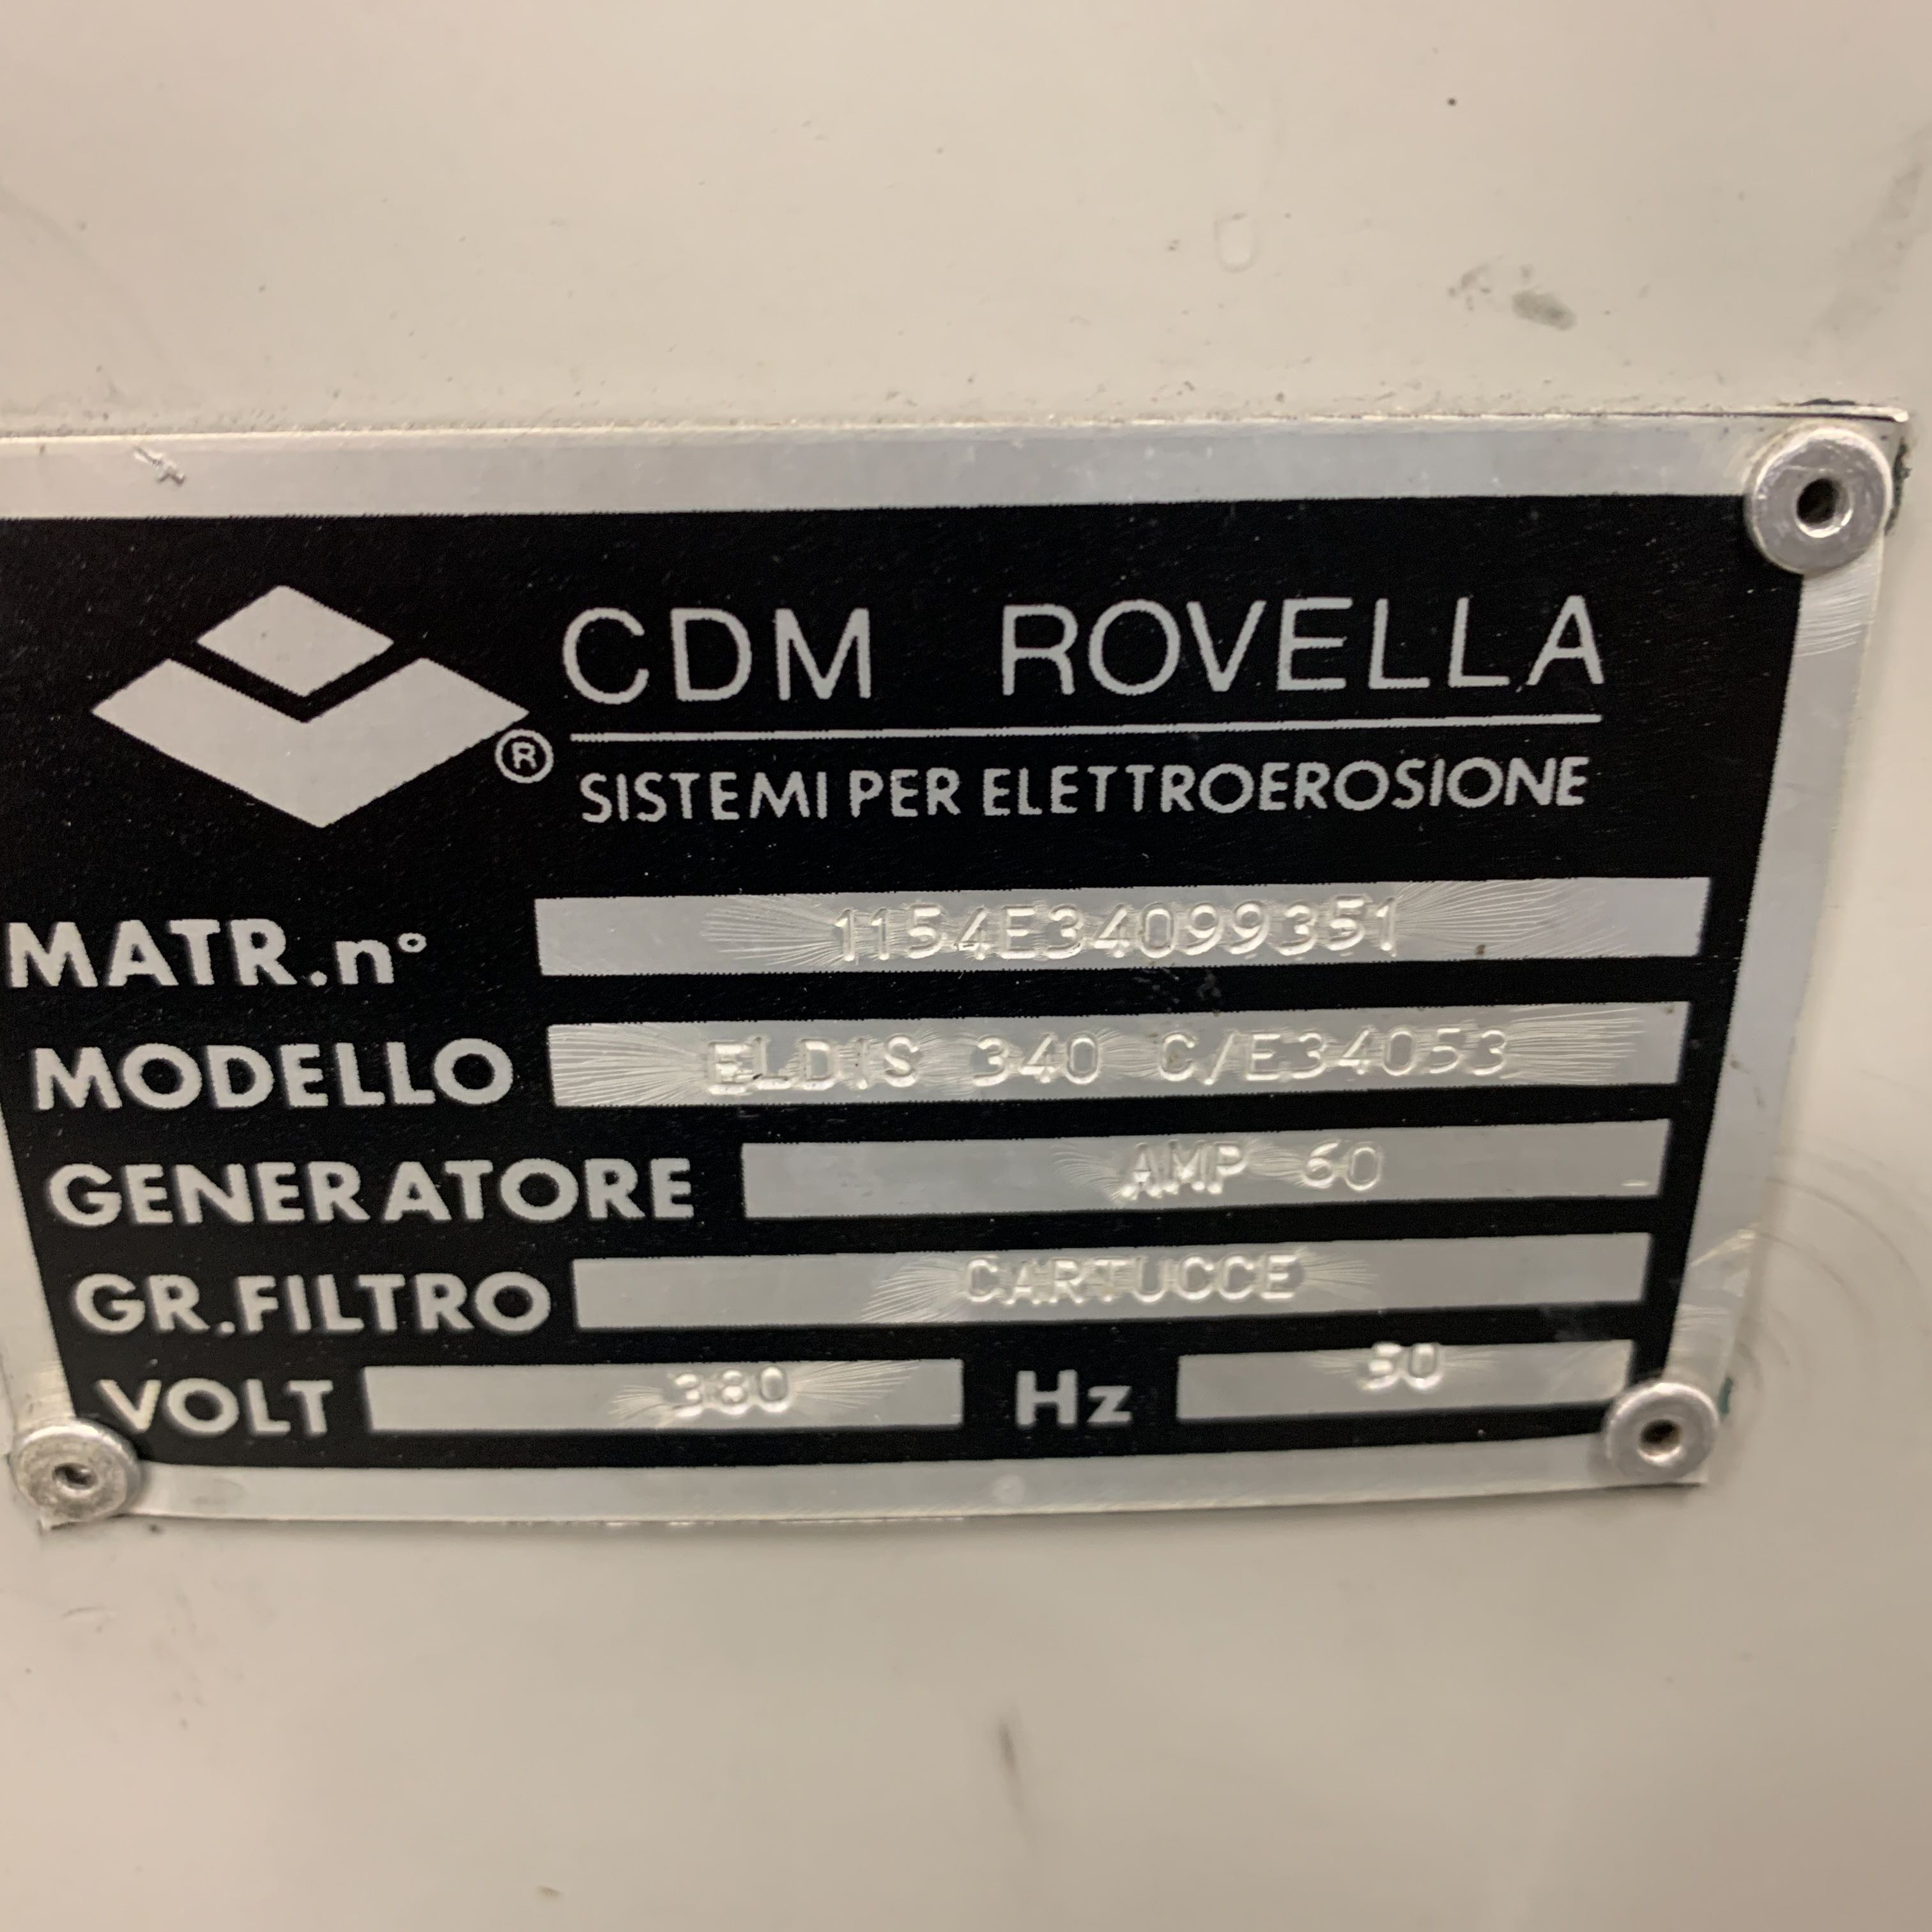 CDM ROVELLA
® SISTEMI PER ELETTROEROSIONE
MATR.n° 1154E34099351
MODELLO ELDIS 340 C/E34053
GENERATORE AMP 60
GR.FILTRO CARTUCCE
VOLT 380 Hz 50